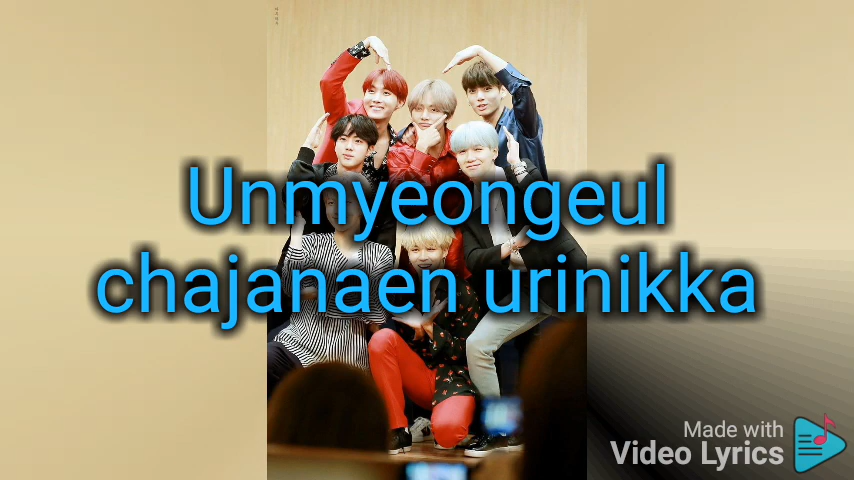 Unmyeongeul
chajanaen urinikka
Made with
Video Lyrics